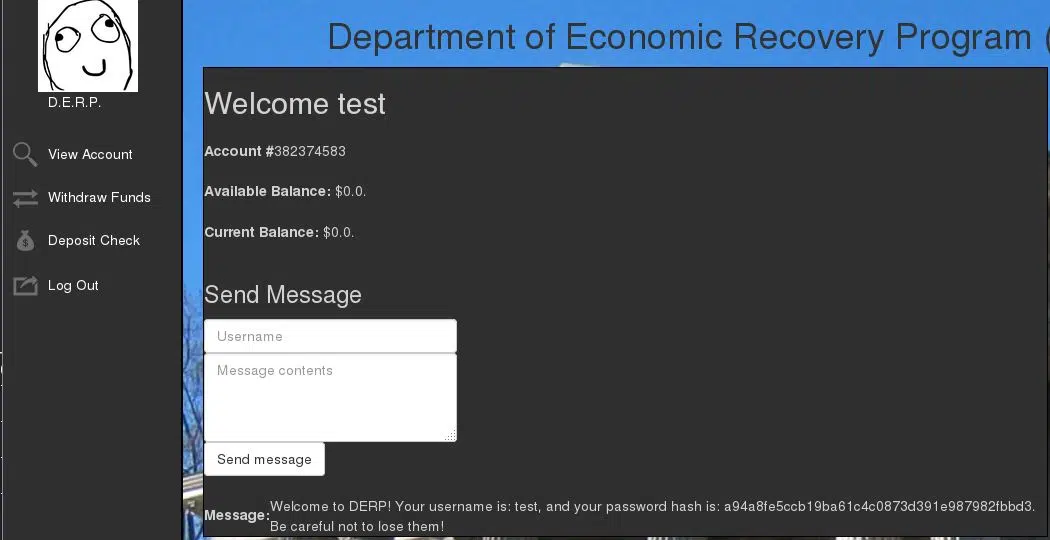 Department of Economic Recovery Program (
D.E.R.P.
View Account
Withdraw Funds
Deposit Check
Log Out
Welcome test
Account #382374583
Available Balance: $0.0.
Current Balance: $0.0.
Send Message
Username
Message contents
Send message
Message: Welcome to DERP! Your username is: test, and your password hash is: a94a8fe5ccb19ba61c4c0873d391e987982fbbd3.
Be careful not to lose them!